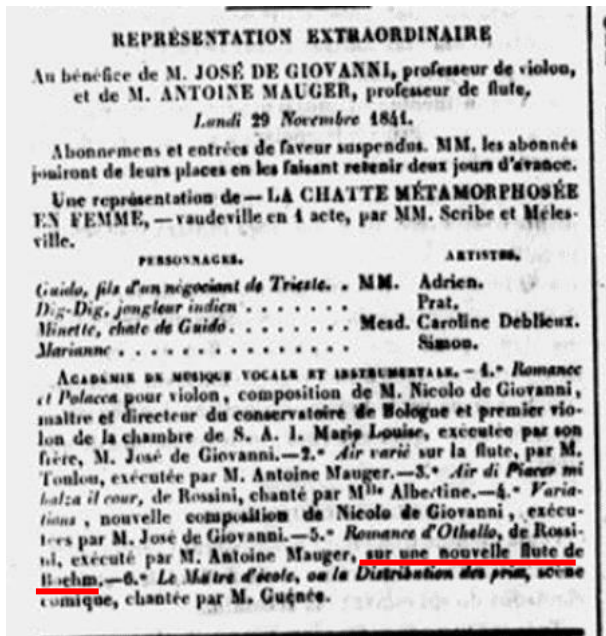 REPRÉSENTATION EXTRAORDINAIRE
Au bénéfice de M. JOSÉ DE GIOVANNI, professeur de violon,
et de M. ANTOINE MAUGER, professeur de flute,
Lundi 29 Novembre 1841.
Abonnemens et entrées de faveur suspendus. MM. les abonnés
jouiront de leurs places en les faisant retenir deux jours d'avance.
Une représentation de — LA CHATTE MÉTAMORPHOSÉE
EN FEMME, — vaudeville en 1 acte, par MM. Scribe et Méles-
ville.
PERSONNAGES. ARTISTES.
Guido, fils d'un négociant de Trieste. . MM. Adrien.
Dig-Dig, jongleur indien . . . . . . . Prat.
Minette, chate de Guido . . . . . . . . Mesd. Caroline Deblieux.
Marianne . . . . . . . . . . . . . Simon.
ACADÉMIE DE MUSIQUE VOCALE ET INSTRUMENTALE. — 1.° Romance
et Polacca pour violon, composition de M. Nicolo de Giovanni,
maître et directeur du conservatoire de Bologue et premier vio-
lon de la chambre de S. A. I. Marie Louise, exécutée par son
frère, M. José de Giovanni.—2.° Air varié sur la flute, par M.
Toulou, exécutée par M. Antoine Mauger.—3.° Air di Piacer mi
balza il cour, de Rossini, chanté par Mlle Albertine.—4.° Varia-
tions, nouvelle composition de Nicolo de Giovanni, exécu-
tées par M. José de Giovanni.—5.° Romance d'Othello, de Rossi-
ni, exécuté par M. Antoine Mauger, sur une nouvelle flute de
Boehm.—6.° Le Maître d'école, ou la Distribution des prix, scène
comique, chantée par M. Guénée.